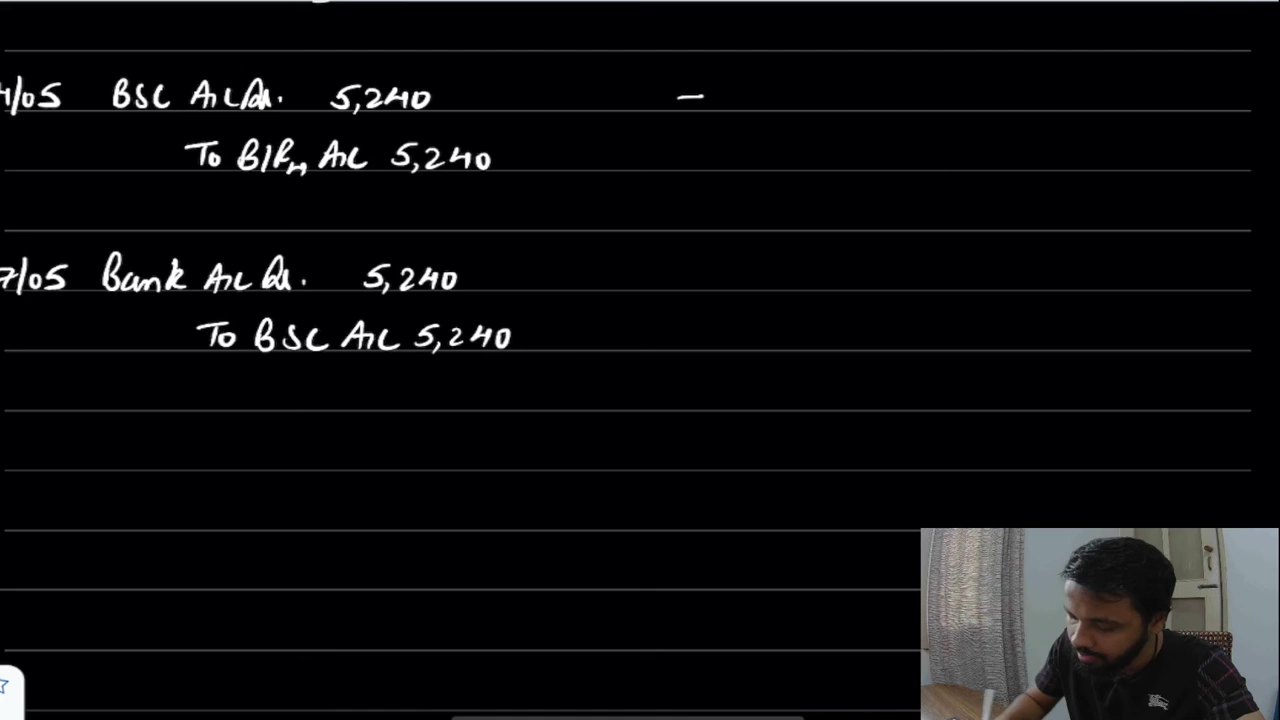 4/05 BSC A/c Dr. 5,240 –
To B/Rn A/c 5,240
7/05 Bank A/c Dr. 5,240
To BSC A/c 5,240